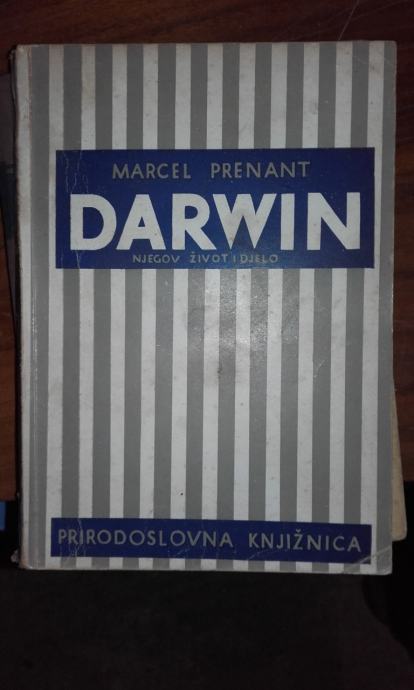 MARCEL PRENANT
DARWIN
NJEGOV ŽIVOT I DJELO
PRIRODOSLOVNA KNJIŽNICA